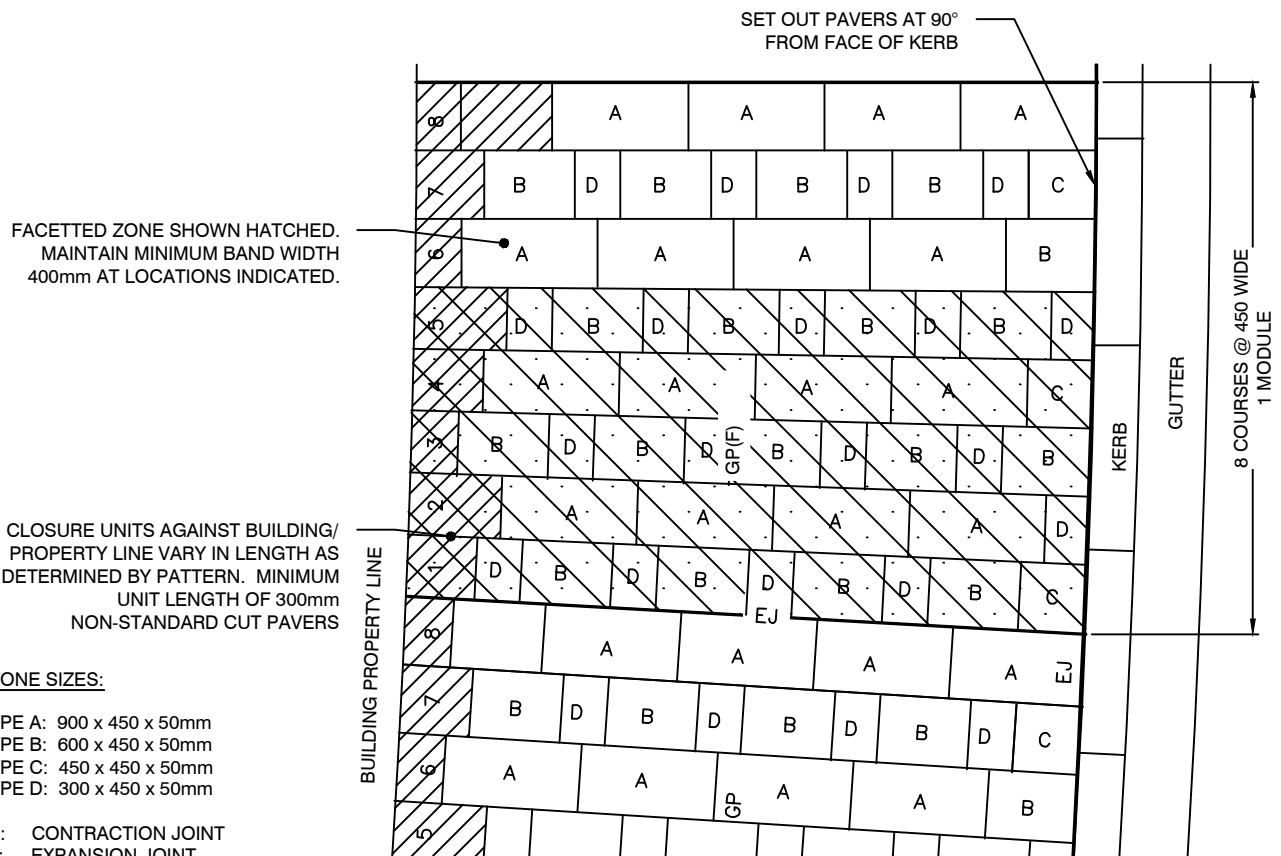 SET OUT PAVERS AT 90°
FROM FACE OF KERB
8 A A A A
7 B D B D B D B D C
FACETTED ZONE SHOWN HATCHED.
MAINTAIN MINIMUM BAND WIDTH
400mm AT LOCATIONS INDICATED.
6 A A A A B
5 D B D B D B D B D
4 A A A A C
3 B D B D B D B D B
GP(F)
2 A A A A D
1 D B D B D B D B C
EJ
CLOSURE UNITS AGAINST BUILDING/
PROPERTY LINE VARY IN LENGTH AS
DETERMINED BY PATTERN. MINIMUM
UNIT LENGTH OF 300mm
NON-STANDARD CUT PAVERS
BUILDING PROPERTY LINE
KERB
GUTTER
8 COURSES @ 450 WIDE
1 MODULE
8 A A A A
EJ
7 B D B D B D B D C
6 A A A A B
GP
5
ONE SIZES:
PE A: 900 x 450 x 50mm
PE B: 600 x 450 x 50mm
PE C: 450 x 450 x 50mm
PE D: 300 x 450 x 50mm
: CONTRACTION JOINT
: EXPANSION JOINT